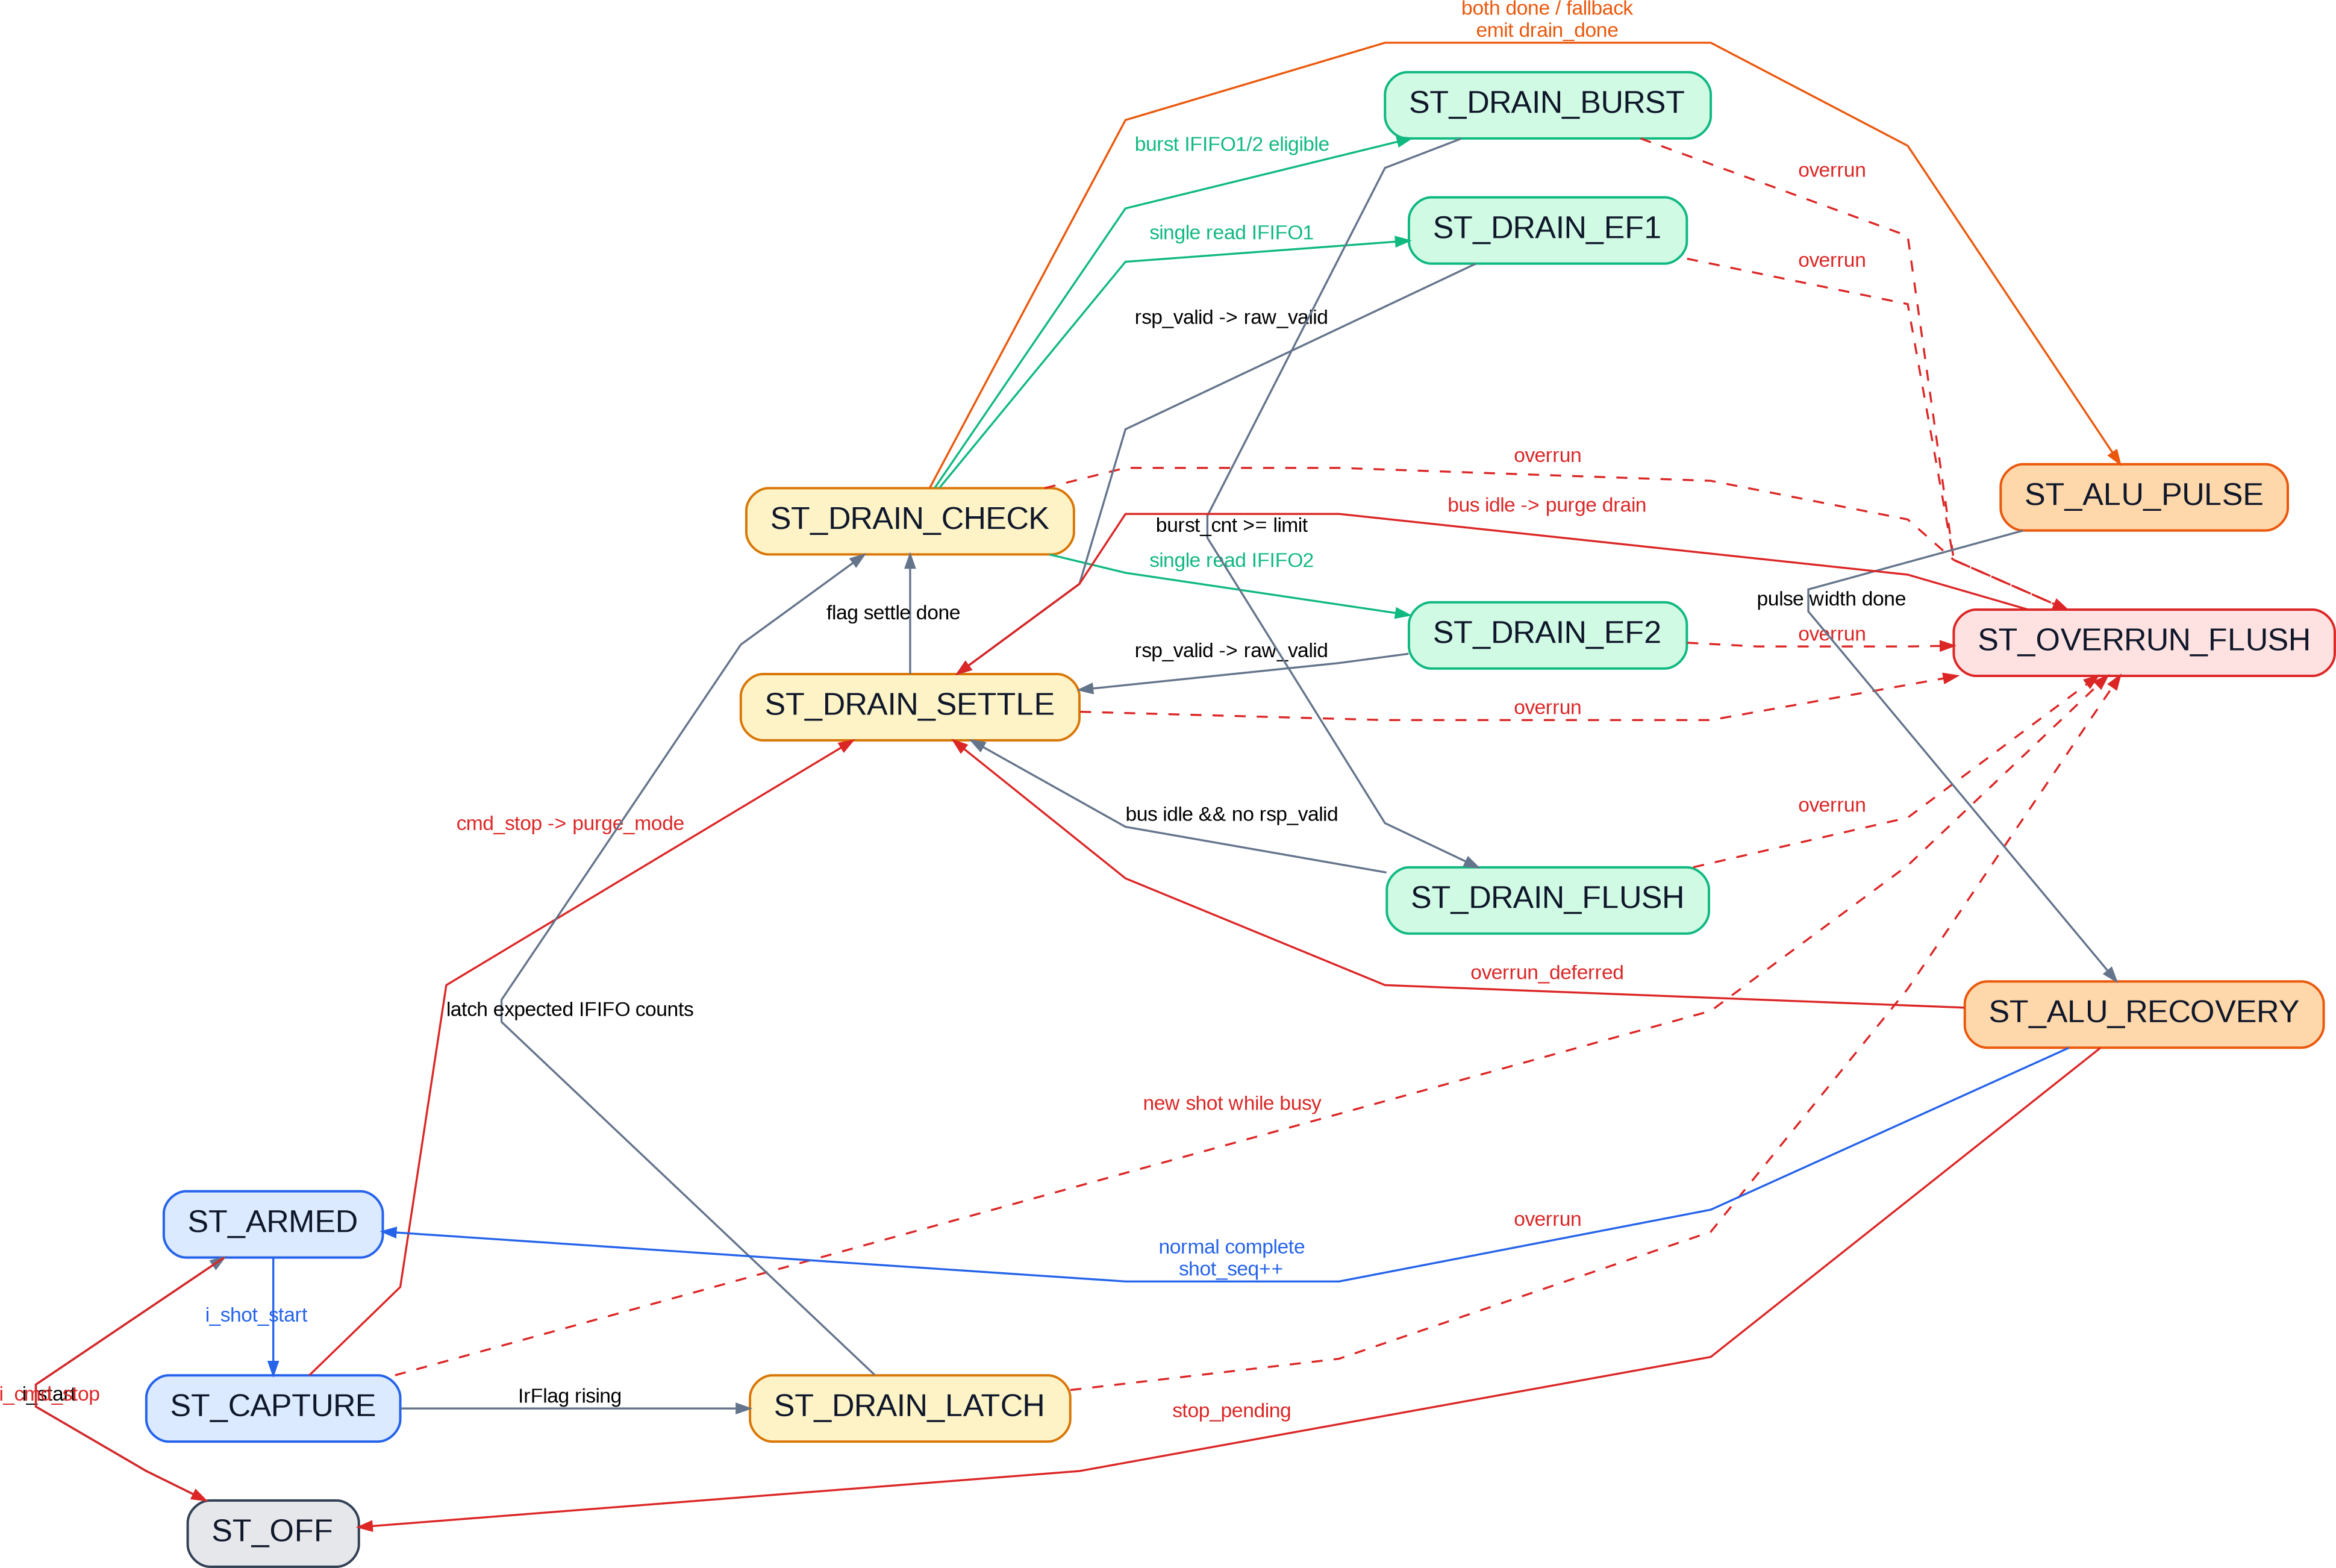 both done / fallback
emit drain_done
ST_DRAIN_BURST
burst IFIFO1/2 eligible
overrun
ST_DRAIN_EF1
single read IFIFO1
overrun
rsp_valid -> raw_valid
overrun
ST_ALU_PULSE
bus idle -> purge drain
ST_DRAIN_CHECK
burst_cnt >= limit
single read IFIFO2
pulse width done
flag settle done
ST_DRAIN_EF2
overrun
ST_OVERRUN_FLUSH
rsp_valid -> raw_valid
ST_DRAIN_SETTLE
overrun
overrun
bus idle && no rsp_valid
cmd_stop -> purge_mode
ST_DRAIN_FLUSH
overrun_deferred
latch expected IFIFO counts
ST_ALU_RECOVERY
new shot while busy
ST_ARMED
overrun
normal complete
shot_seq++
i_shot_start
i_start
i_cmd_stop
ST_CAPTURE
IrFlag rising
ST_DRAIN_LATCH
stop_pending
ST_OFF